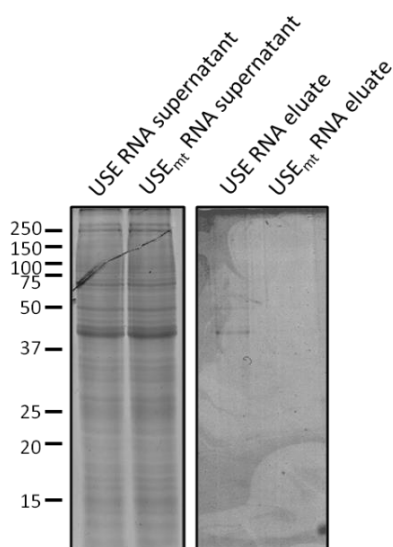 USE RNA supernatant
USEmt RNA supernatant
USE RNA eluate
USEmt RNA eluate
250
150
100
75
50
37
25
20
15